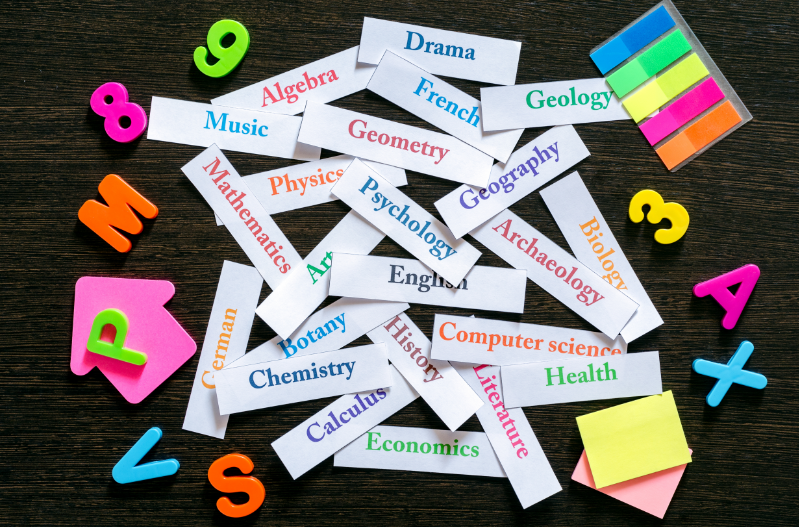 9
Drama
Algebra
French
Geology
8
Music
Geometry
Geography
Physics
Mathematics
Psychology
M
3
Archaeology
Biology
Art
English
A
German
Botany
History
P
Computer science
Chemistry
Health
X
Literature
Calculus
Economics
V
S